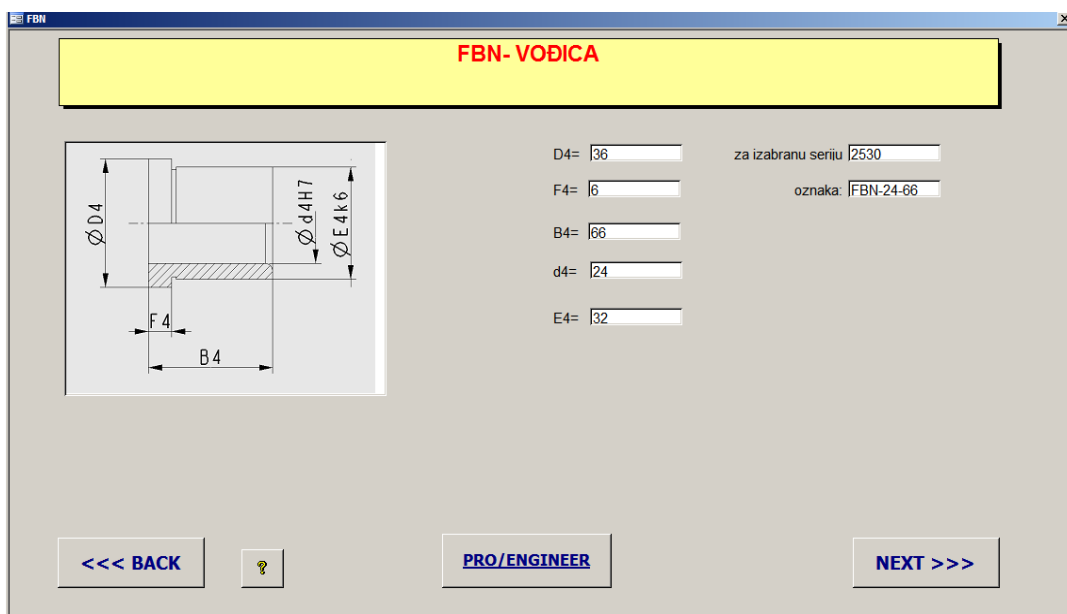 FBN
FBN- VOĐICA
ØD4
F4
B4
Ød4H7
ØE4k6
D4= 36
F4= 6
B4= 66
d4= 24
E4= 32
za izabranu seriju 2530
oznaka: FBN-24-66
<<< BACK
?
PRO/ENGINEER
NEXT >>>